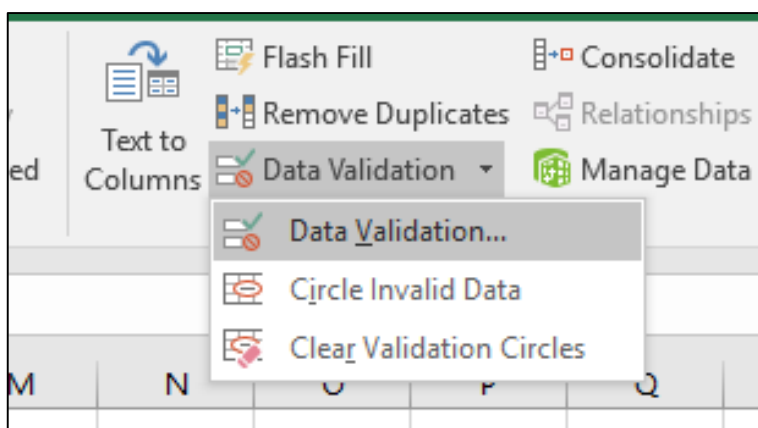 Flash Fill
Consolidate
Remove Duplicates
Relationships
Text to
Columns
ed
Data Validation
Manage Data
Data Validation...
Circle Invalid Data
Clear Validation Circles
M N O P Q